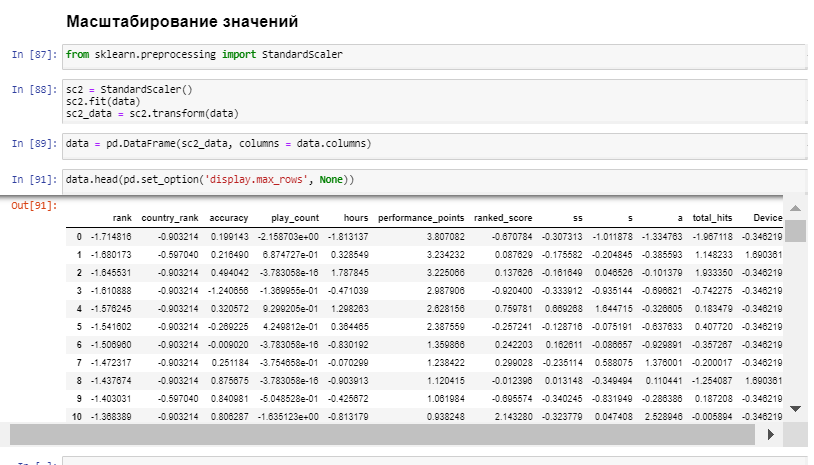 Масштабирование значений
In [87]: from sklearn.preprocessing import StandardScaler
In [88]: sc2 = StandardScaler()
sc2.fit(data)
sc2_data = sc2.transform(data)
In [89]: data = pd.DataFrame(sc2_data, columns = data.columns)
In [91]: data.head(pd.set_option('display.max_rows', None))
Out[91]:
rank country_rank accuracy play_count hours performance_points ranked_score ss s a total_hits Device
0 -1.714816 -0.903214 0.199143 -2.158703e+00 -1.813137 3.807082 -0.670784 -0.307313 -1.011878 -1.334763 -1.967118 -0.346219
1 -1.680173 -0.597040 0.216490 6.874727e-01 0.328549 3.234232 0.087629 -0.175582 -0.204845 -0.385593 1.148233 1.690361
2 -1.645531 -0.903214 0.494042 -3.783058e-16 1.787845 3.225066 0.137626 -0.161649 0.046526 -0.101379 1.933350 -0.346219
3 -1.610888 -0.903214 -1.240656 -1.369955e-01 -0.471039 2.987906 -0.920400 -0.333912 -0.935144 -0.696621 -0.742275 -0.346219
4 -1.576245 -0.903214 0.320572 9.299205e-01 1.298263 2.628156 0.759781 0.669268 1.644715 -0.326605 0.183479 -0.346219
5 -1.541602 -0.903214 -0.269225 4.249812e-01 0.364465 2.387559 -0.257241 -0.128716 -0.075191 -0.637633 0.407720 -0.346219
6 -1.506960 -0.903214 -0.009020 -3.783058e-16 -0.830192 1.359866 0.242203 0.162611 -0.086657 -0.929891 -0.357267 -0.346219
7 -1.472317 -0.903214 0.251184 -3.754658e-01 -0.070299 1.238422 0.299028 -0.235114 0.588075 1.376001 -0.200017 -0.346219
8 -1.437674 -0.903214 0.875675 -3.783058e-16 -0.903913 1.120415 -0.012396 0.013148 -0.349494 0.110441 -1.254087 1.690361
9 -1.403031 -0.597040 0.840981 -5.048528e-01 -0.425672 1.061984 -0.695574 -0.340245 -0.831949 -0.286386 0.187208 -0.346219
10 -1.368389 -0.903214 0.806287 -1.635123e+00 -0.813179 0.938248 2.143280 -0.323779 0.047408 2.528946 -0.005894 -0.346219